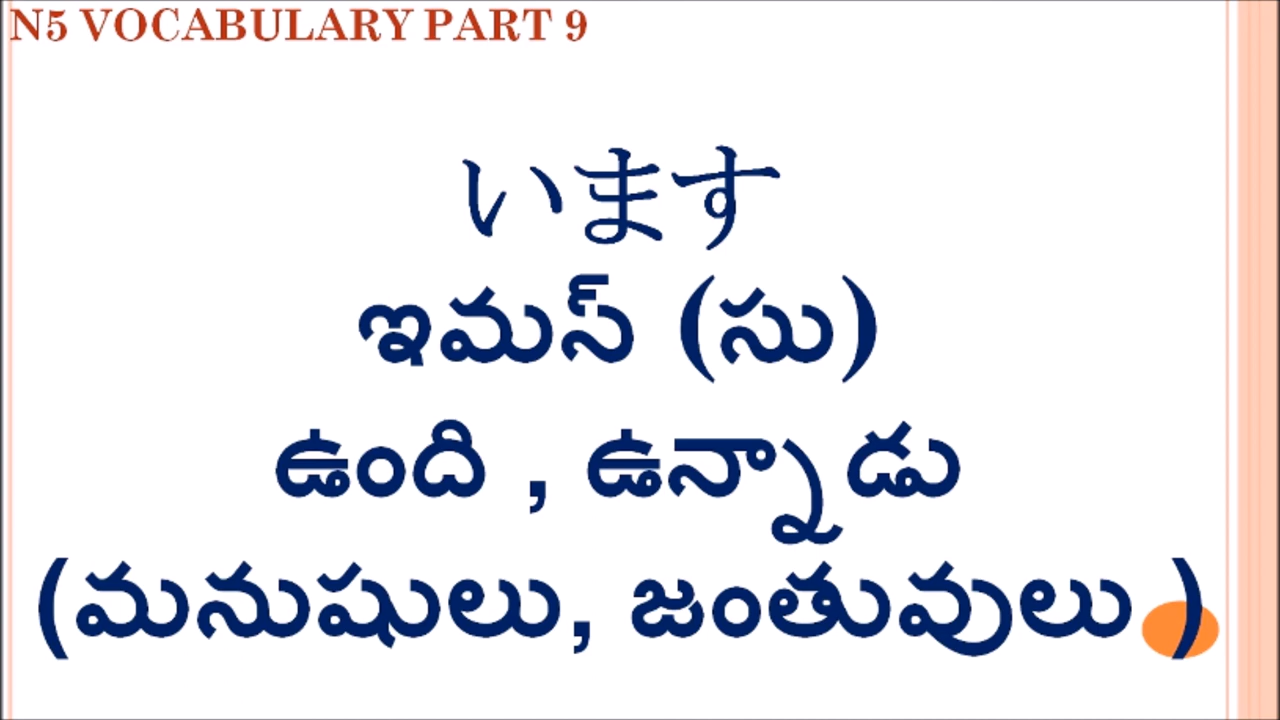 N5 VOCABULARY PART 9
います
ఇమస్ (సు)
ఉంది , ఉన్నాడు
(మనుషులు, జంతువులు )